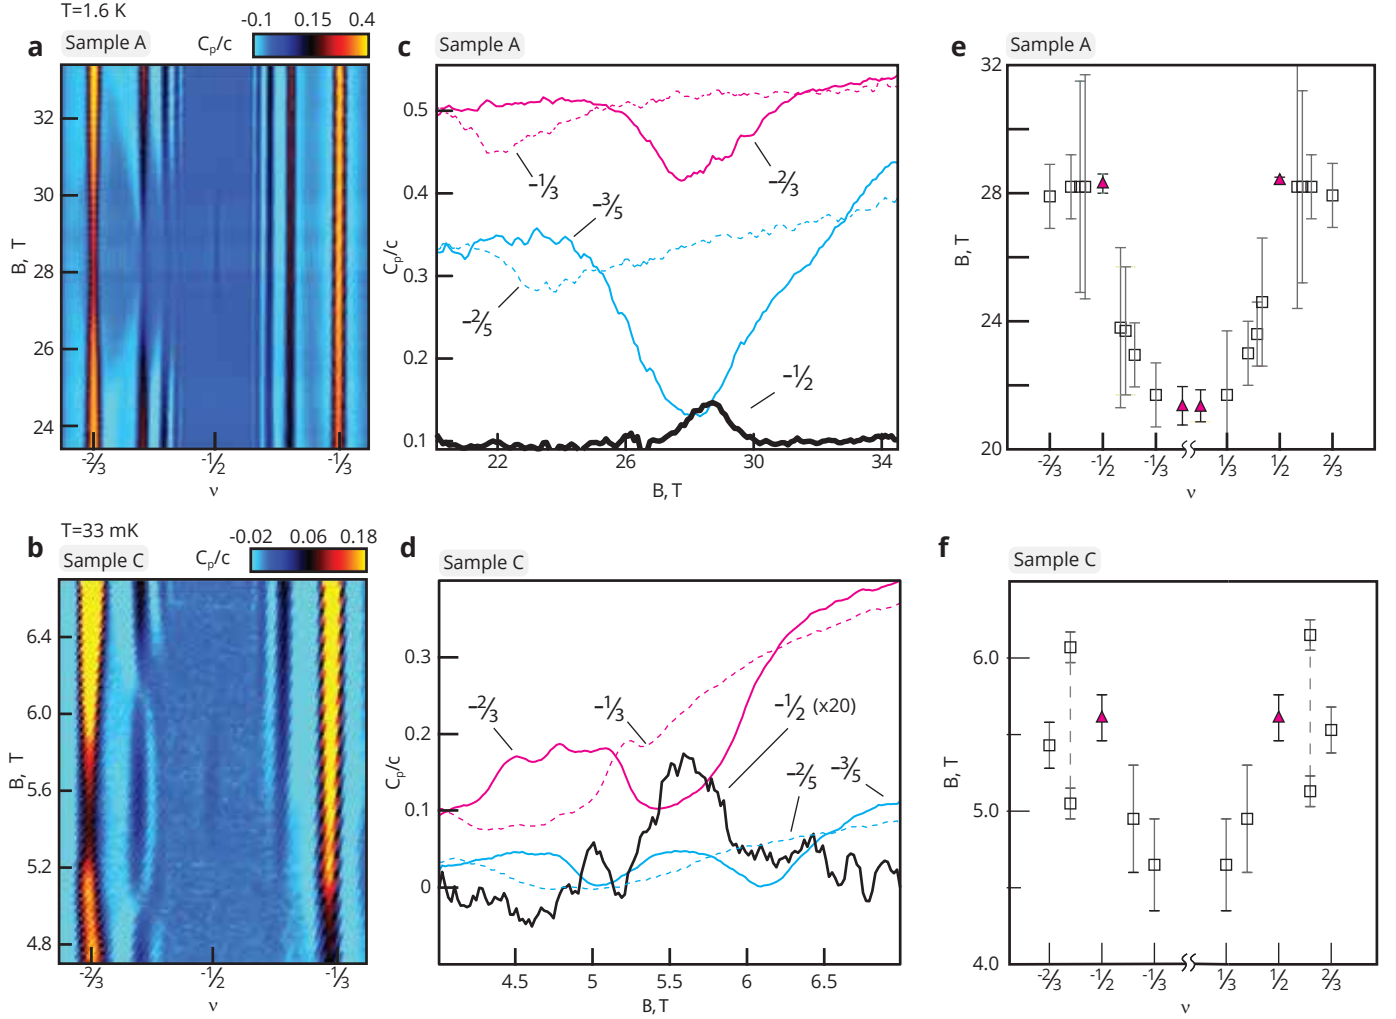 T=1.6 K
a Sample A
Cₚ/c
-0.1 0.15 0.4
B, T
32
30
28
26
24
-⅔ -½ -⅓
ν
c Sample A
Cₚ/c
0.5
0.4
0.3
0.2
0.1
–⅓
–⅔
–⅗
–⅖
–½
22 26 30 34
B, T
e Sample A
B, T
32
28
24
20
-⅔ -½ -⅓ ⅓ ½ ⅔
ν
T=33 mK
b Sample C
Cₚ/c
-0.02 0.06 0.18
B, T
6.4
6.0
5.6
5.2
4.8
-⅔ -½ -⅓
ν
d Sample C
Cₚ/c
0.3
0.2
0.1
0
–⅔
–⅓
–½ (x20)
–⅖
–⅗
4.5 5 5.5 6 6.5
B, T
f Sample C
B, T
6.0
5.0
4.0
-⅔ -½ -⅓ ⅓ ½ ⅔
ν